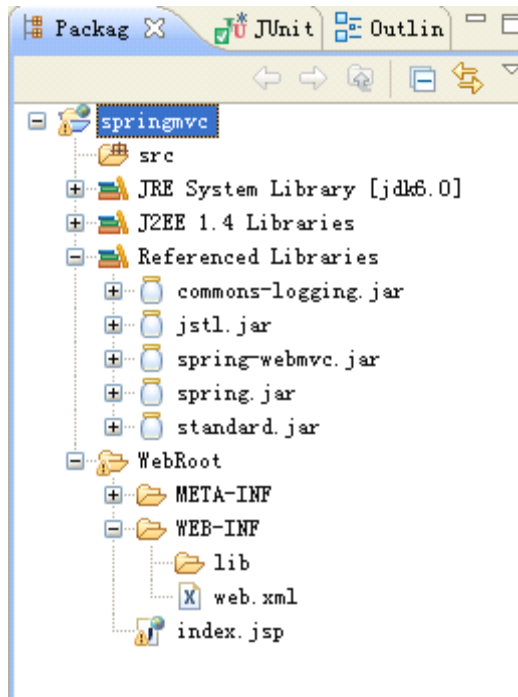 Packag JUnit Outlin
springmvc
src
JRE System Library [jdk6.0]
J2EE 1.4 Libraries
Referenced Libraries
commons-logging.jar
jstl.jar
spring-webmvc.jar
spring.jar
standard.jar
WebRoot
META-INF
WEB-INF
lib
web.xml
index.jsp